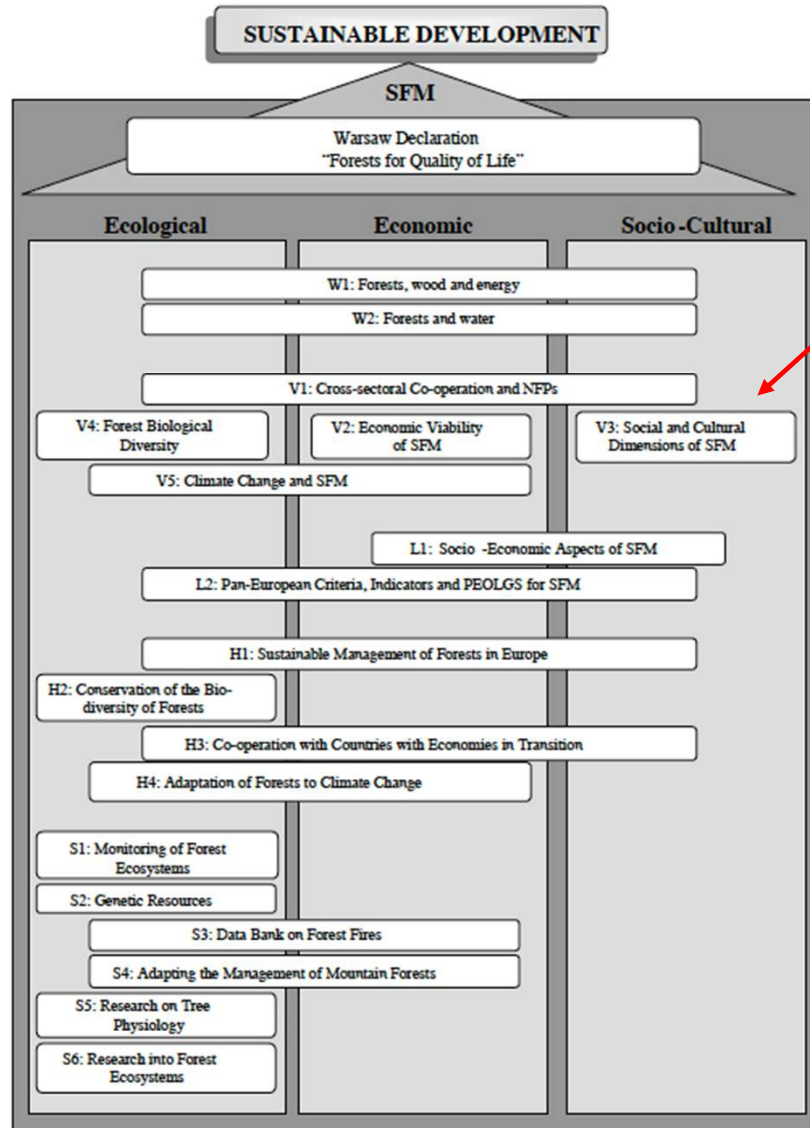 SUSTAINABLE DEVELOPMENT
SFM
Warsaw Declaration
"Forests for Quality of Life"
Ecological
Economic
Socio-Cultural
W1: Forests, wood and energy
W2: Forests and water
V1: Cross-sectoral Co-operation and NFPs
V4: Forest Biological
Diversity
V2: Economic Viability
of SFM
V3: Social and Cultural
Dimensions of SFM
V5: Climate Change and SFM
L1: Socio -Economic Aspects of SFM
L2: Pan-European Criteria, Indicators and PEOLGS for SFM
H1: Sustainable Management of Forests in Europe
H2: Conservation of the Bio-
diversity of Forests
H3: Co-operation with Countries with Economies in Transition
H4: Adaptation of Forests to Climate Change
S1: Monitoring of Forest
Ecosystems
S2: Genetic Resources
S3: Data Bank on Forest Fires
S4: Adapting the Management of Mountain Forests
S5: Research on Tree
Physiology
S6: Research into Forest
Ecosystems